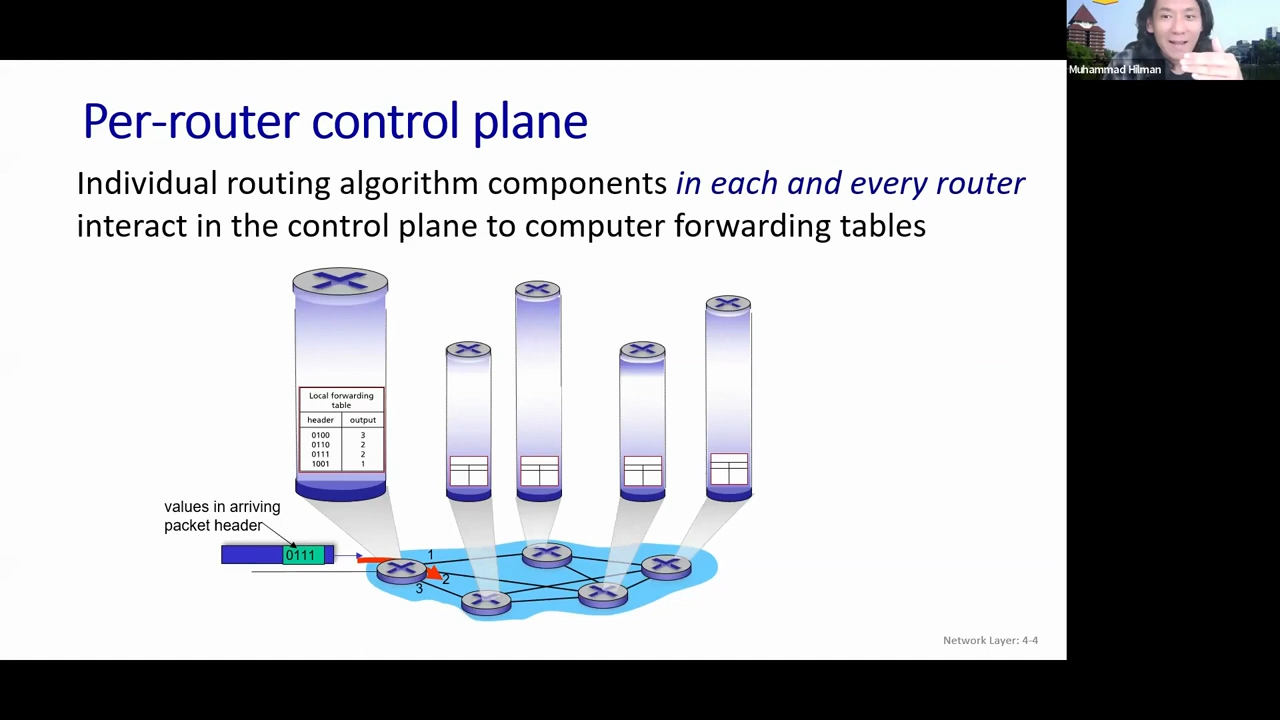 Muhammad Hilman
Per-router control plane
Individual routing algorithm components in each and every router
interact in the control plane to computer forwarding tables
Local forwarding
table
header output
0100 3
0110 2
0111 2
1001 1
values in arriving
packet header
0111
1
2
3
Network Layer: 4-4